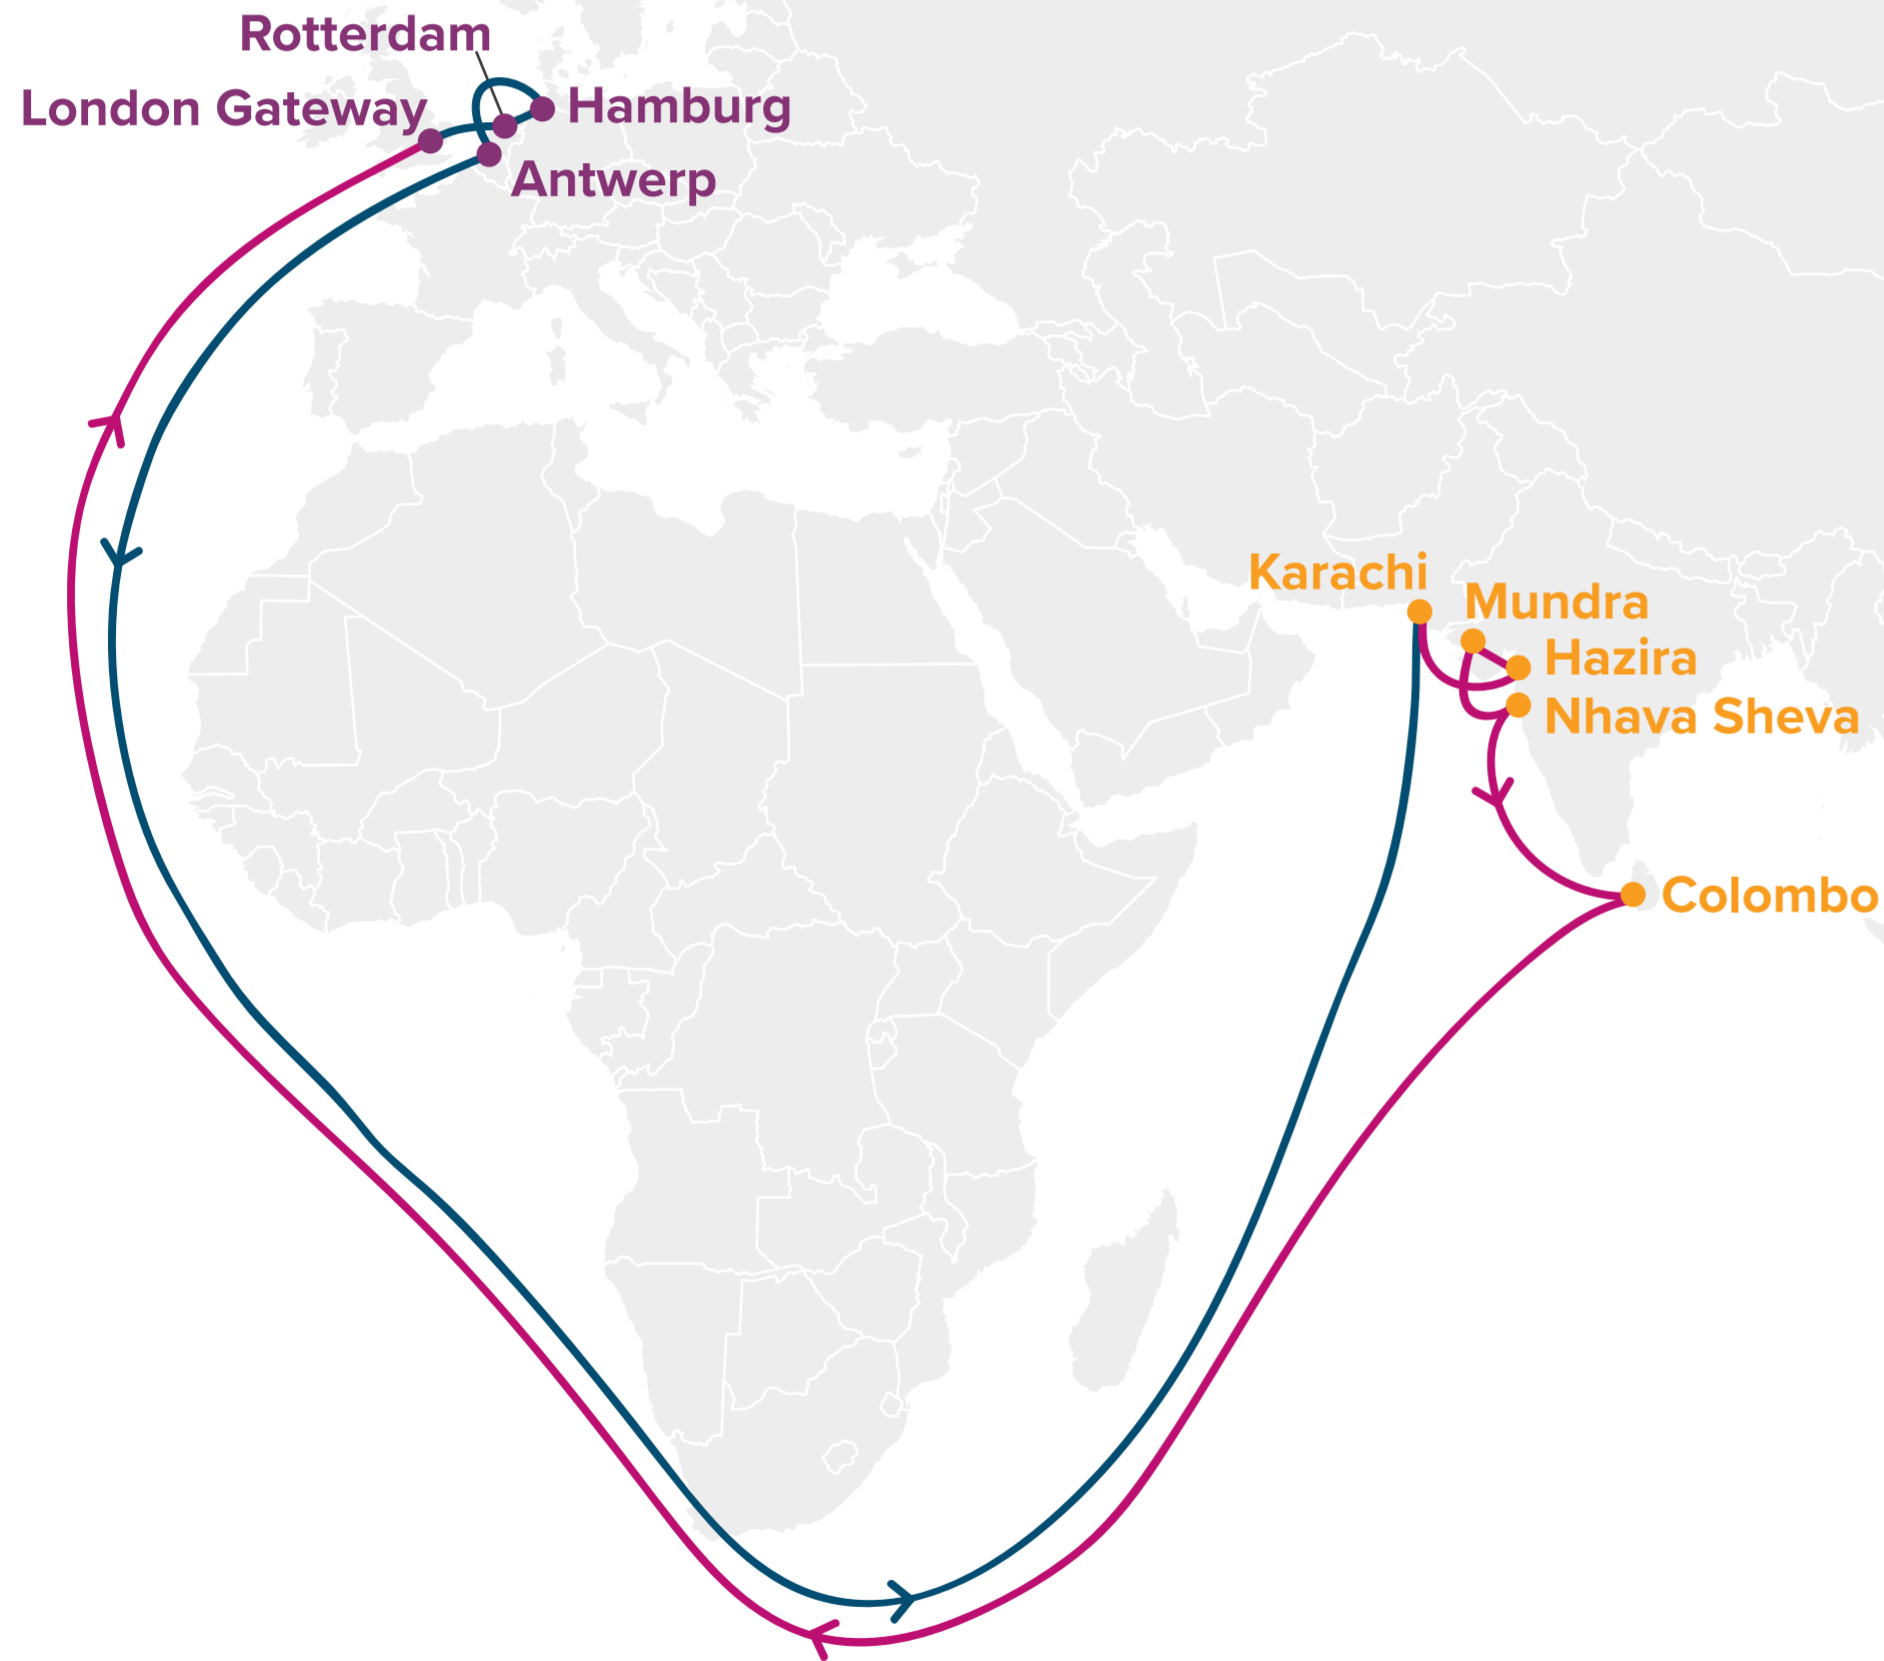 Rotterdam
London Gateway
Hamburg
Antwerp
Karachi
Mundra
Hazira
Nhava Sheva
Colombo